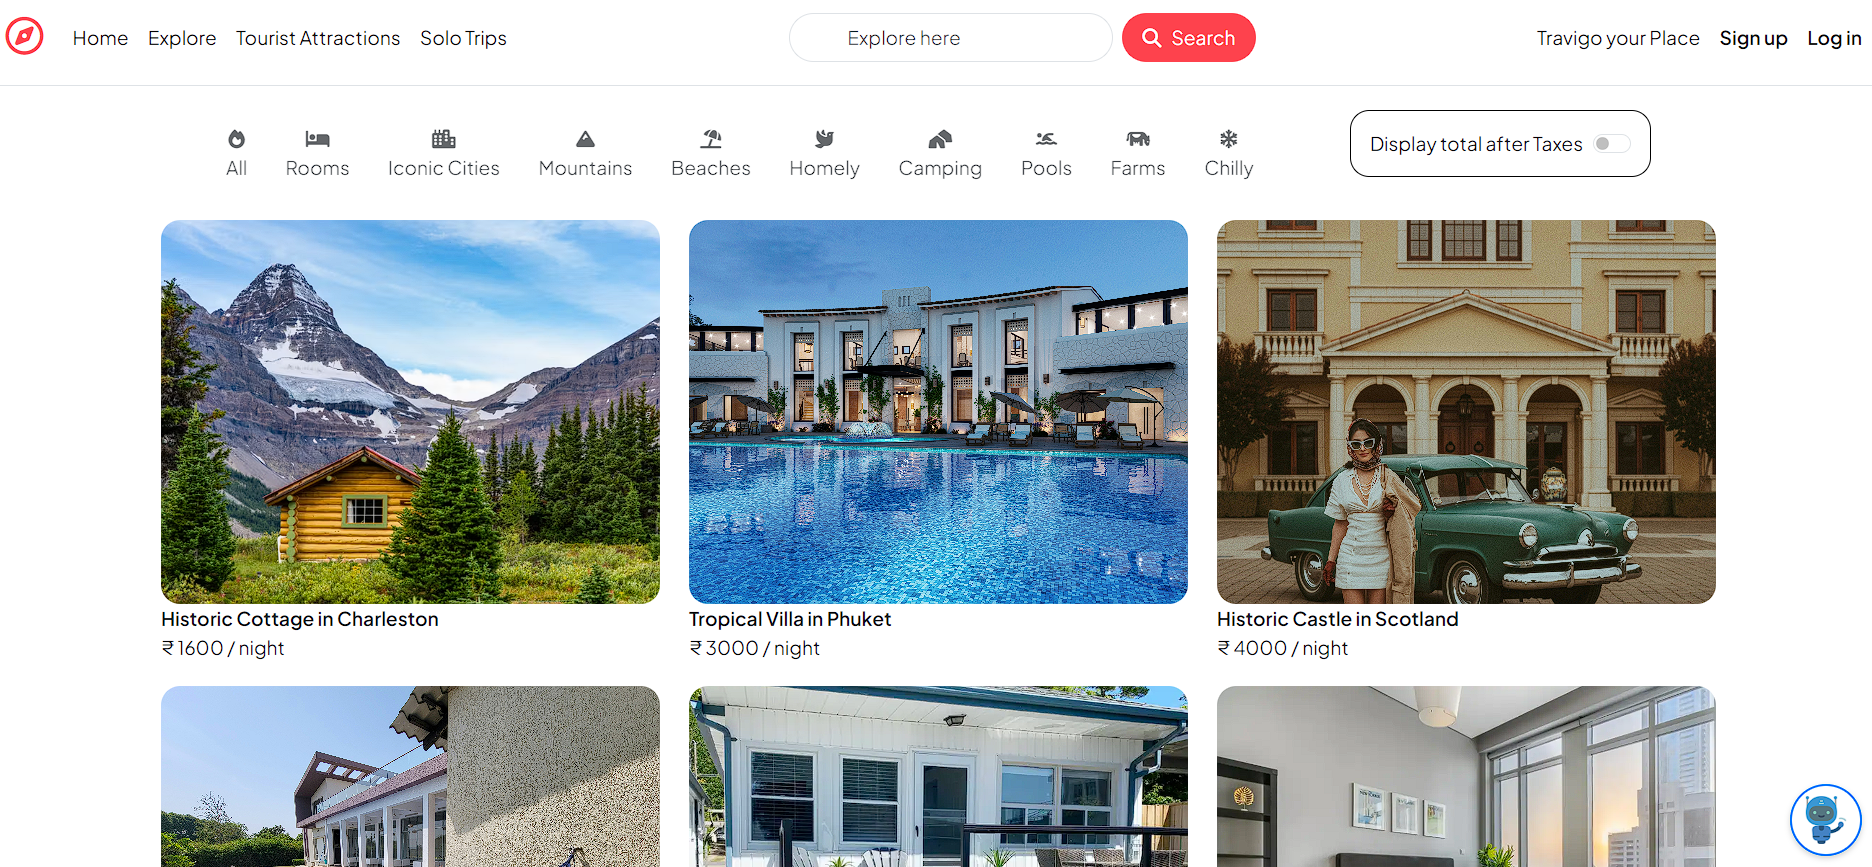 Home Explore Tourist Attractions Solo Trips Explore here Search Travigo your Place Sign up Log in
All Rooms Iconic Cities Mountains Beaches Homely Camping Pools Farms Chilly Display total after Taxes
Historic Cottage in Charleston
₹ 1600 / night
Tropical Villa in Phuket
₹ 3000 / night
Historic Castle in Scotland
₹ 4000 / night